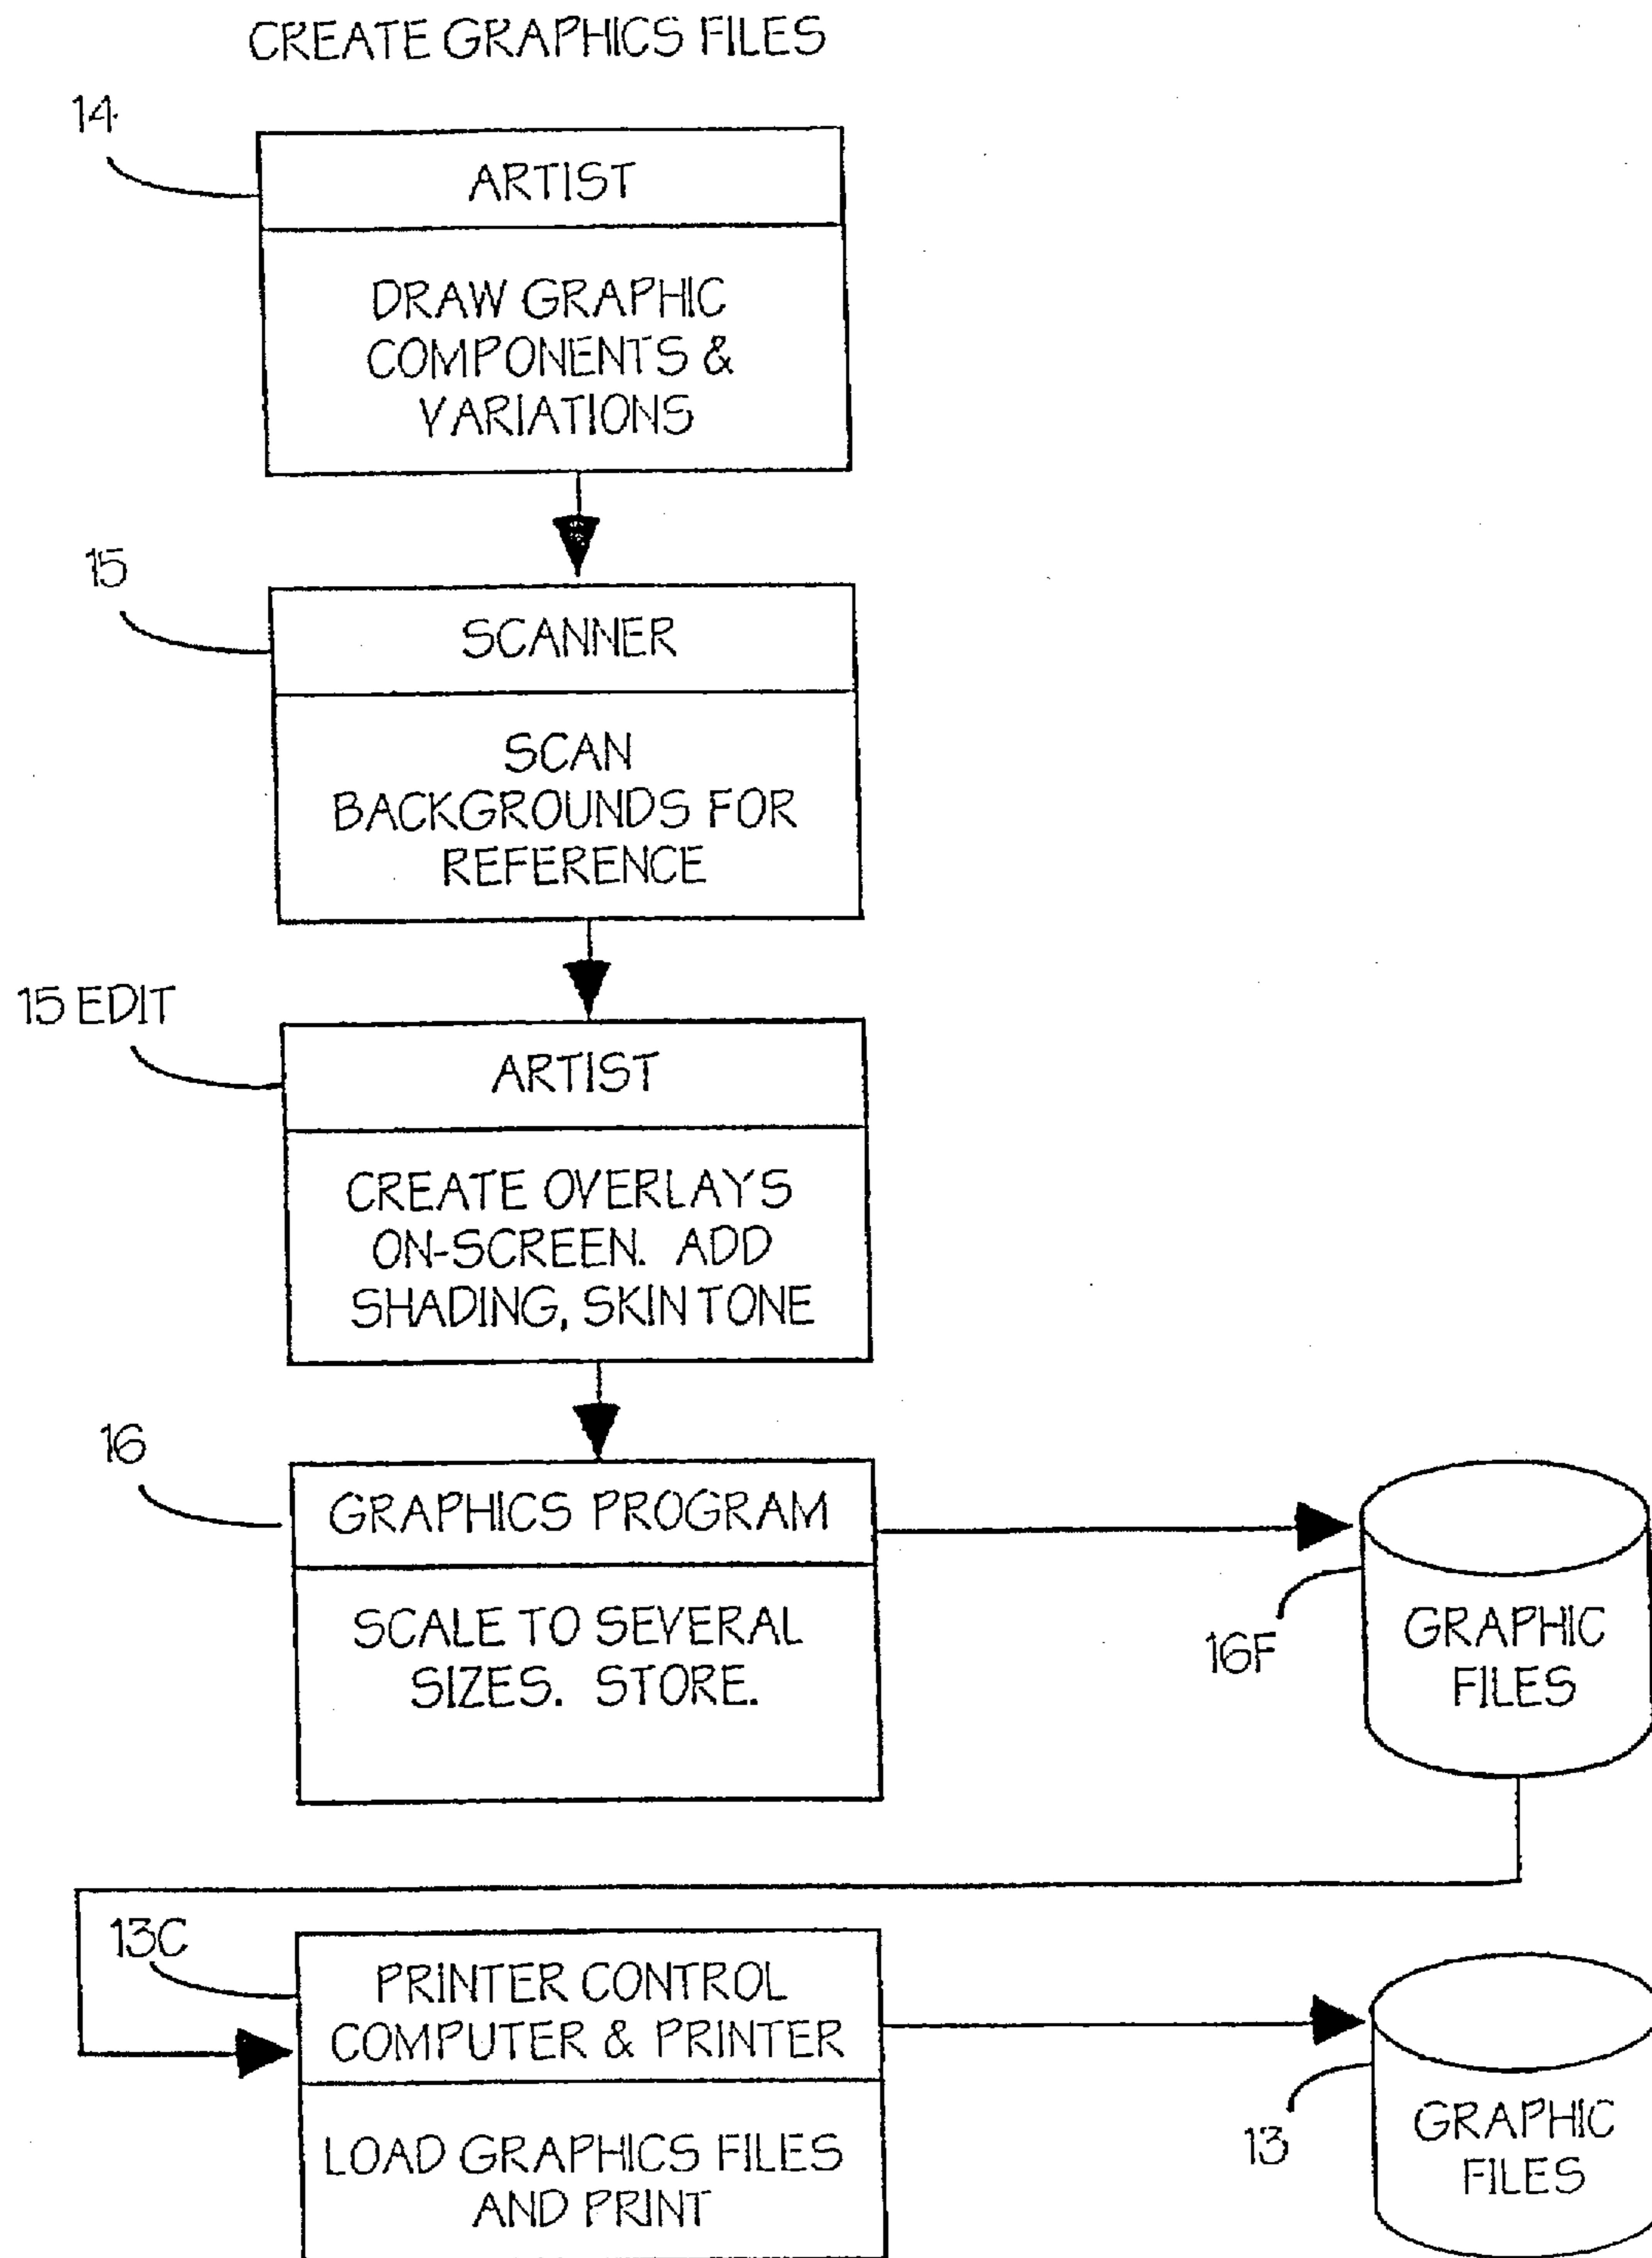 CREATE GRAPHICS FILES
14
ARTIST
DRAW GRAPHIC
COMPONENTS &
VARIATIONS
15
SCANNER
SCAN
BACKGROUNDS FOR
REFERENCE
15 EDIT
ARTIST
CREATE OVERLAYS
ON-SCREEN. ADD
SHADING, SKIN TONE
16
GRAPHICS PROGRAM
SCALE TO SEVERAL
SIZES. STORE.
16F
GRAPHIC
FILES
13C
PRINTER CONTROL
COMPUTER & PRINTER
LOAD GRAPHICS FILES
AND PRINT
13
GRAPHIC
FILES